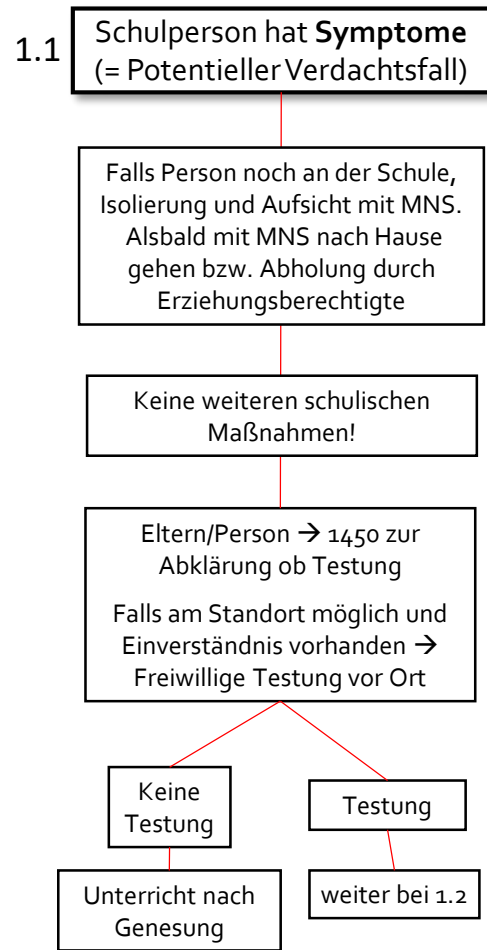 1.1
Schulperson hat Symptome
(= Potentieller Verdachtsfall)
Falls Person noch an der Schule,
Isolierung und Aufsicht mit MNS.
Alsbald mit MNS nach Hause
gehen bzw. Abholung durch
Erziehungsberechtigte
Keine weiteren schulischen
Maßnahmen!
Eltern/Person → 1450 zur
Abklärung ob Testung
Falls am Standort möglich und
Einverständnis vorhanden →
Freiwillige Testung vor Ort
Keine
Testung
Testung
Unterricht nach
Genesung
weiter bei 1.2